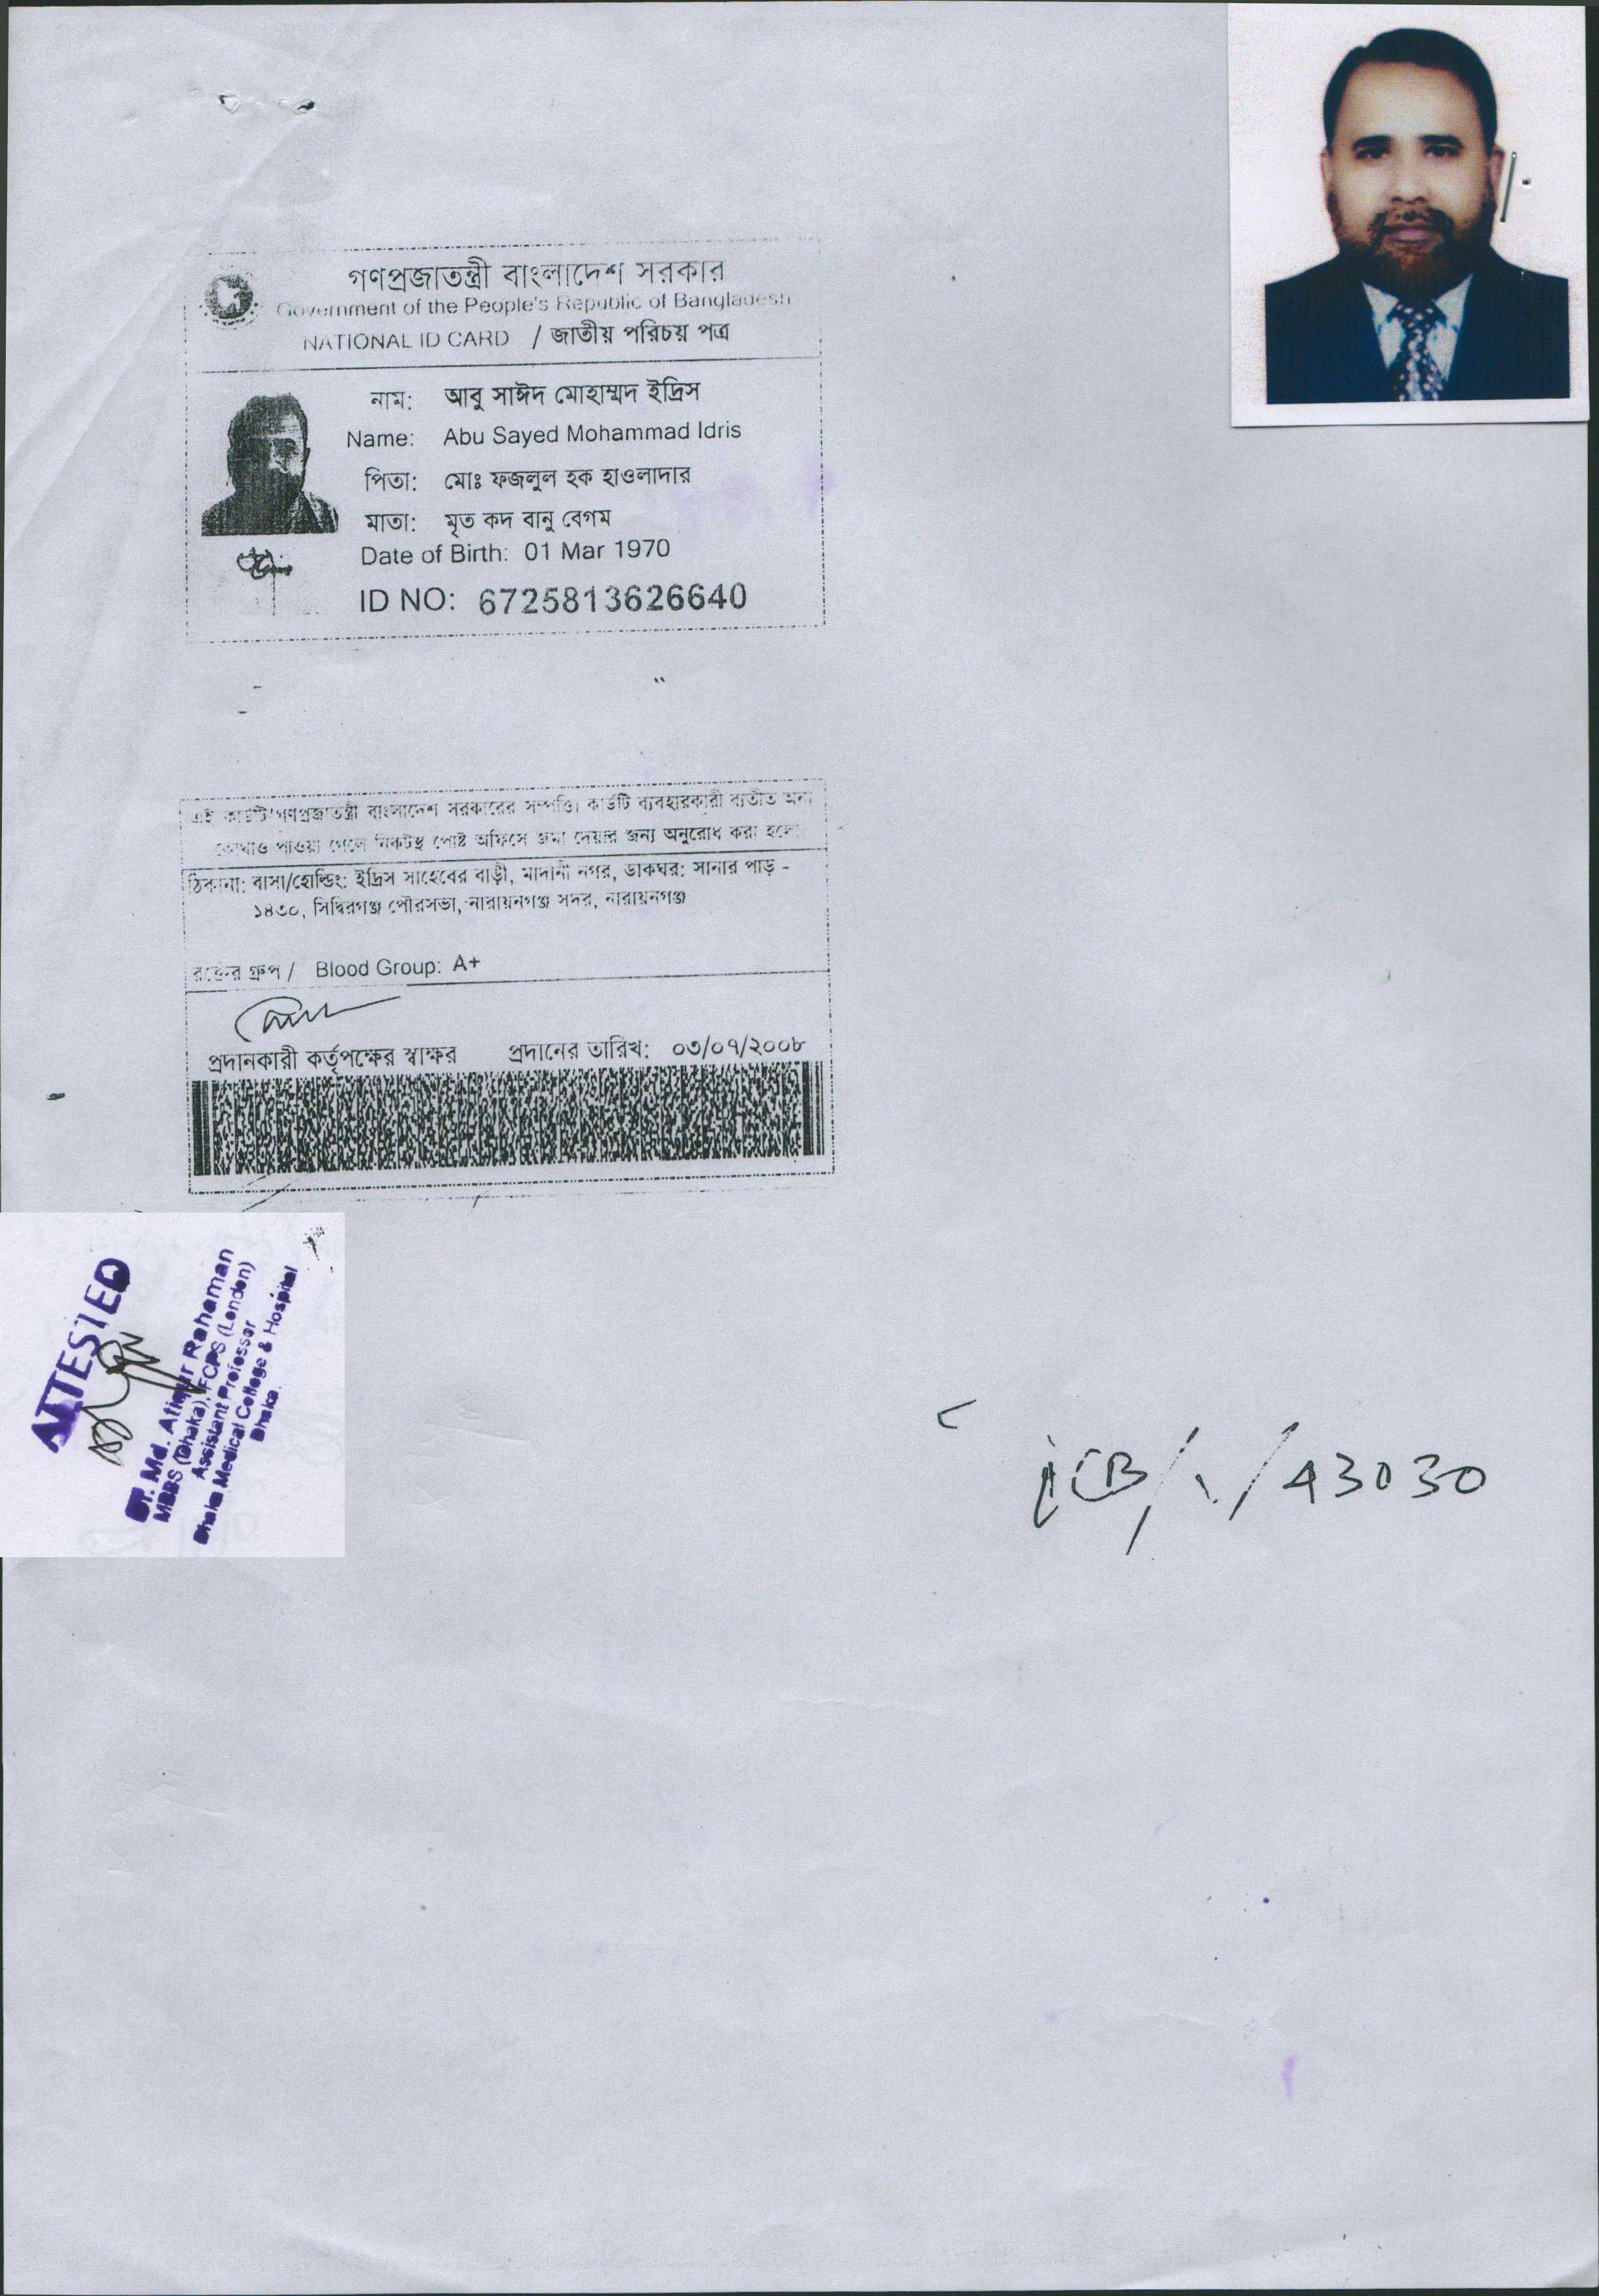 গণপ্রজাতন্ত্রী বাংলাদেশ সরকার
Government of the People's Republic of Bangladesh
NATIONAL ID CARD / জাতীয় পরিচয় পত্র
নাম: আবু সাঈদ মোহাম্মদ ইদ্রিস
Name: Abu Sayed Mohammad Idris
পিতা: মোঃ ফজলুল হক হাওলাদার
মাতা: মৃত কদ বানু বেগম
Date of Birth: 01 Mar 1970
ID NO: 6725813626640
এই কার্ডটি গণপ্রজাতন্ত্রী বাংলাদেশ সরকারের সম্পত্তি। কার্ডটি ব্যবহারকারী ব্যতীত অন্য
কোথাও পাওয়া গেলে নিকটস্থ পোষ্ট অফিসে জমা দেয়ার জন্য অনুরোধ করা হলো।
ঠিকানা: বাসা/হোল্ডিং: ইদ্রিস সাহেবের বাড়ী, মাদানী নগর, ডাকঘর: সানার পাড় -
১৪৩০, সিদ্ধিরগঞ্জ পৌরসভা, নারায়নগঞ্জ সদর, নারায়নগঞ্জ
রক্তের গ্রুপ / Blood Group: A+
প্রদানকারী কর্তৃপক্ষের স্বাক্ষর প্রদানের তারিখ: ০৩/০৭/২০০৮
ATTESTED
Dr. Md. Atiqur Rahaman
MBBS (Dhaka), FCPS (London)
Assistant Professor
Dhaka Medical College & Hospital
Dhaka.
43030